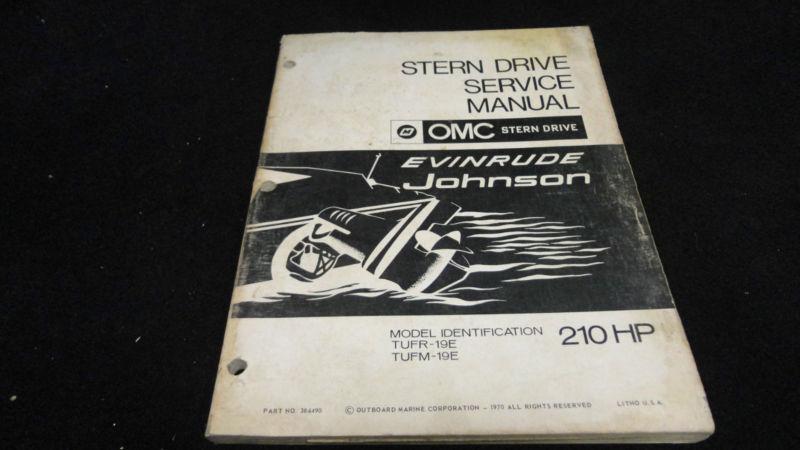 STERN DRIVE
SERVICE
MANUAL
OMC STERN DRIVE
EVINRUDE
Johnson
MODEL IDENTIFICATION 210 HP
TUFR-19E
TUFM-19E
PART NO. 384490 © OUTBOARD MARINE CORPORATION - 1970 ALL RIGHTS RESERVED LITHO U.S.A.